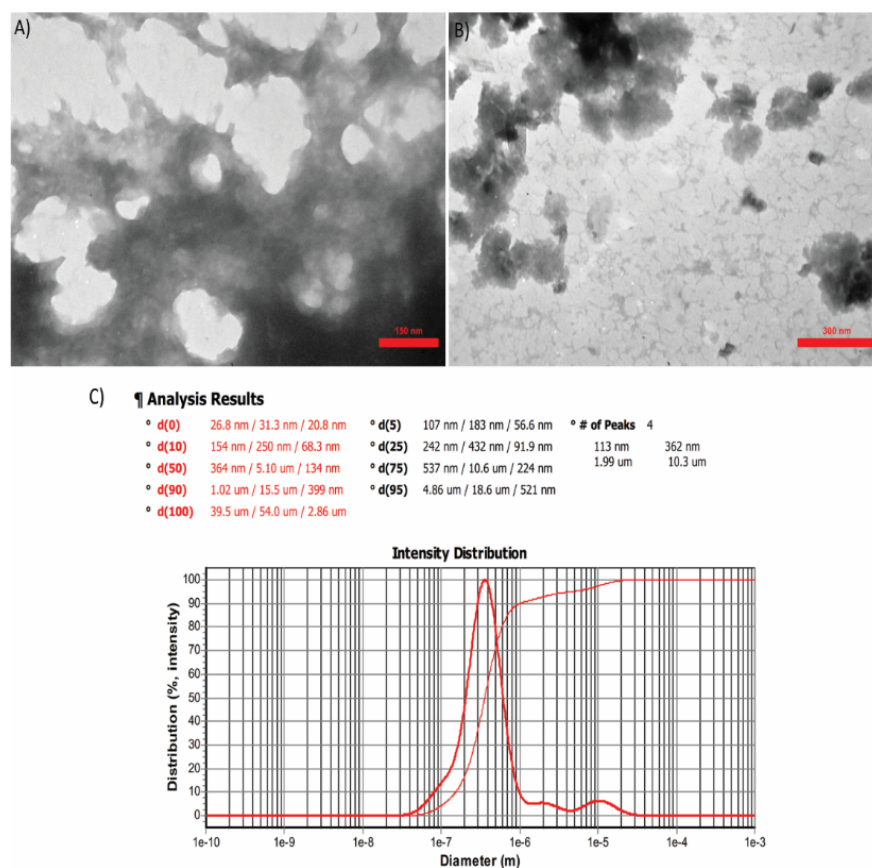 A)
B)
150 nm
300 nm
C)
¶ Analysis Results
° d(0) 26.8 nm / 31.3 nm / 20.8 nm ° d(5) 107 nm / 183 nm / 56.6 nm ° # of Peaks 4
° d(10) 154 nm / 250 nm / 68.3 nm ° d(25) 242 nm / 432 nm / 91.9 nm 113 nm 362 nm
° d(50) 364 nm / 5.10 um / 134 nm ° d(75) 537 nm / 10.6 um / 224 nm 1.99 um 10.3 um
° d(90) 1.02 um / 15.5 um / 399 nm ° d(95) 4.86 um / 18.6 um / 521 nm
° d(100) 39.5 um / 54.0 um / 2.86 um
Intensity Distribution
Distribution (%, intensity)
100
90
80
70
60
50
40
30
20
10
0
1e-10 1e-9 1e-8 1e-7 1e-6 1e-5 1e-4 1e-3
Diameter (m)